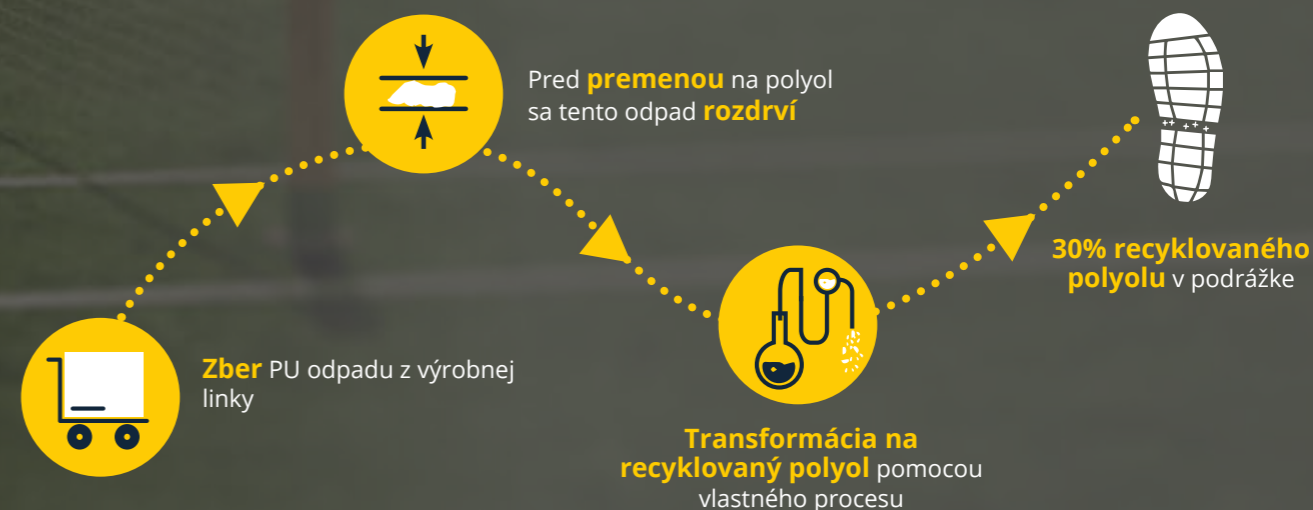 Pred premenou na polyol
sa tento odpad rozdrví
30% recyklovaného
polyolu v podrážke
Zber PU odpadu z výrobnej
linky
Transformácia na
recyklovaný polyol pomocou
vlastného procesu